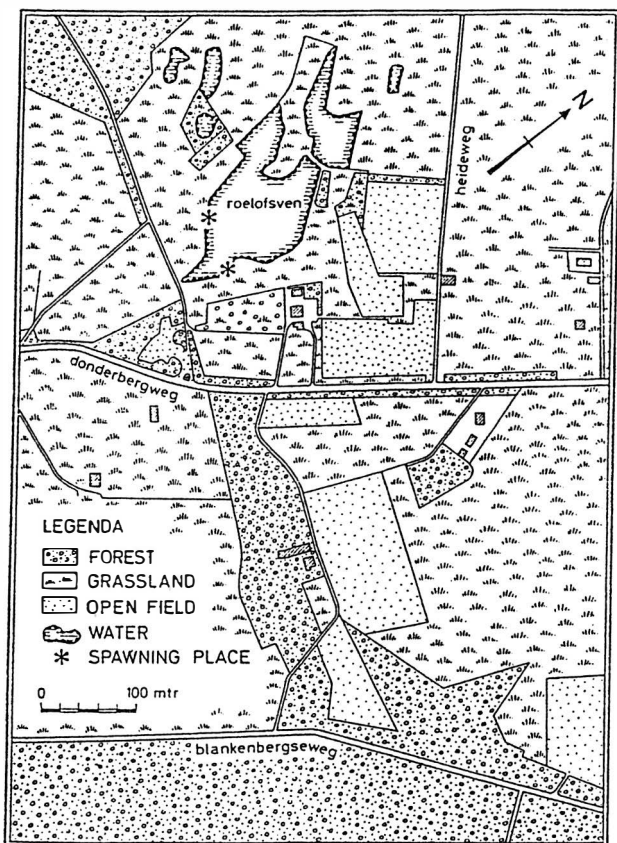 N
heideweg
roelofsven
donderbergweg
LEGENDA
FOREST
GRASSLAND
OPEN FIELD
WATER
* SPAWNING PLACE
0 100 mtr
blankenbergseweg